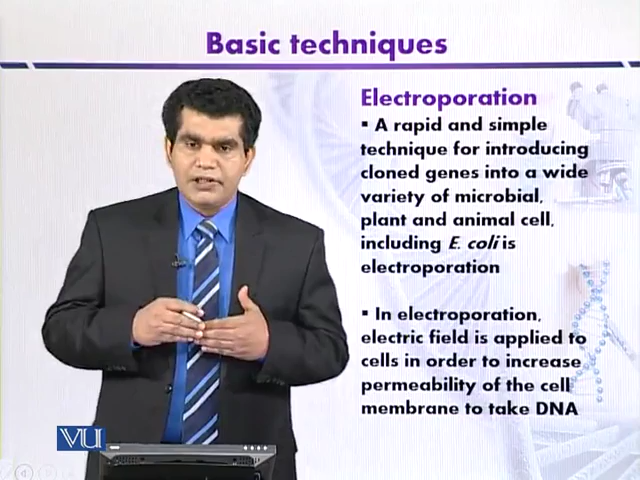 Basic techniques
Electroporation
▪ A rapid and simple
technique for introducing
cloned genes into a wide
variety of microbial,
plant and animal cell,
including E. coli is
electroporation
▪ In electroporation,
electric field is applied to
cells in order to increase
permeability of the cell
membrane to take DNA
VU